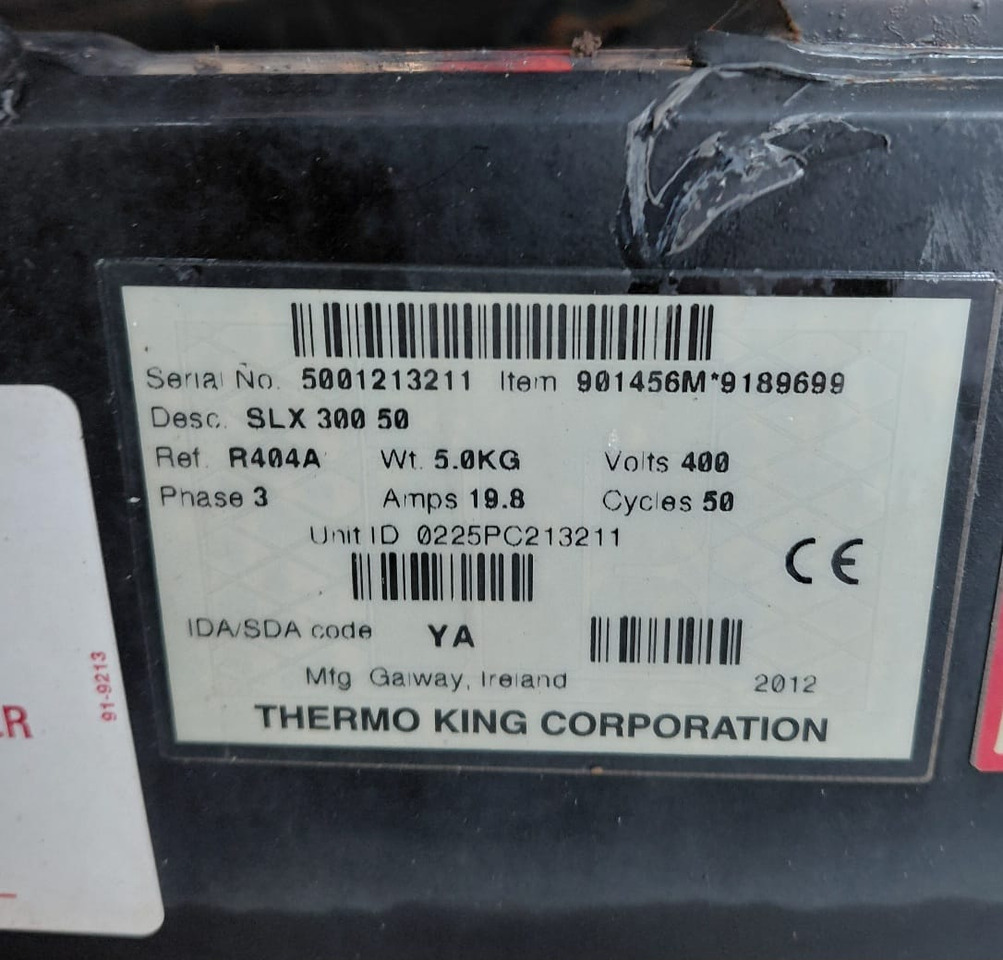 Serial No. 5001213211 Item 901456M*9189699
Desc. SLX 300 50
Ref. R404A Wt. 5.0KG Volts 400
Phase 3 Amps 19.8 Cycles 50
Unit ID 0225PC213211
CE
IDA/SDA code YA
Mfg Galway, Ireland 2012
THERMO KING CORPORATION
91-9213